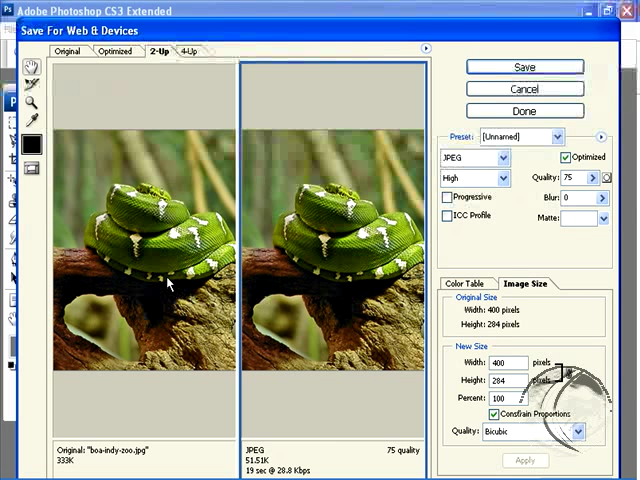 Adobe Photoshop CS3 Extended
Save For Web & Devices
Original Optimized 2-Up 4-Up
Save
Cancel
Done
Preset: [Unnamed]
JPEG Optimized
High Quality: 75
Progressive Blur: 0
ICC Profile Matte:
Color Table Image Size
Original Size
Width: 400 pixels
Height: 284 pixels
New Size
Width: 400 pixels
Height: 284 pixels
Percent: 100
Constrain Proportions
Quality: Bicubic
Apply
Original: "boa-indy-zoo.jpg"
333K
JPEG 75 quality
51.51K
19 sec @ 28.8 Kbps